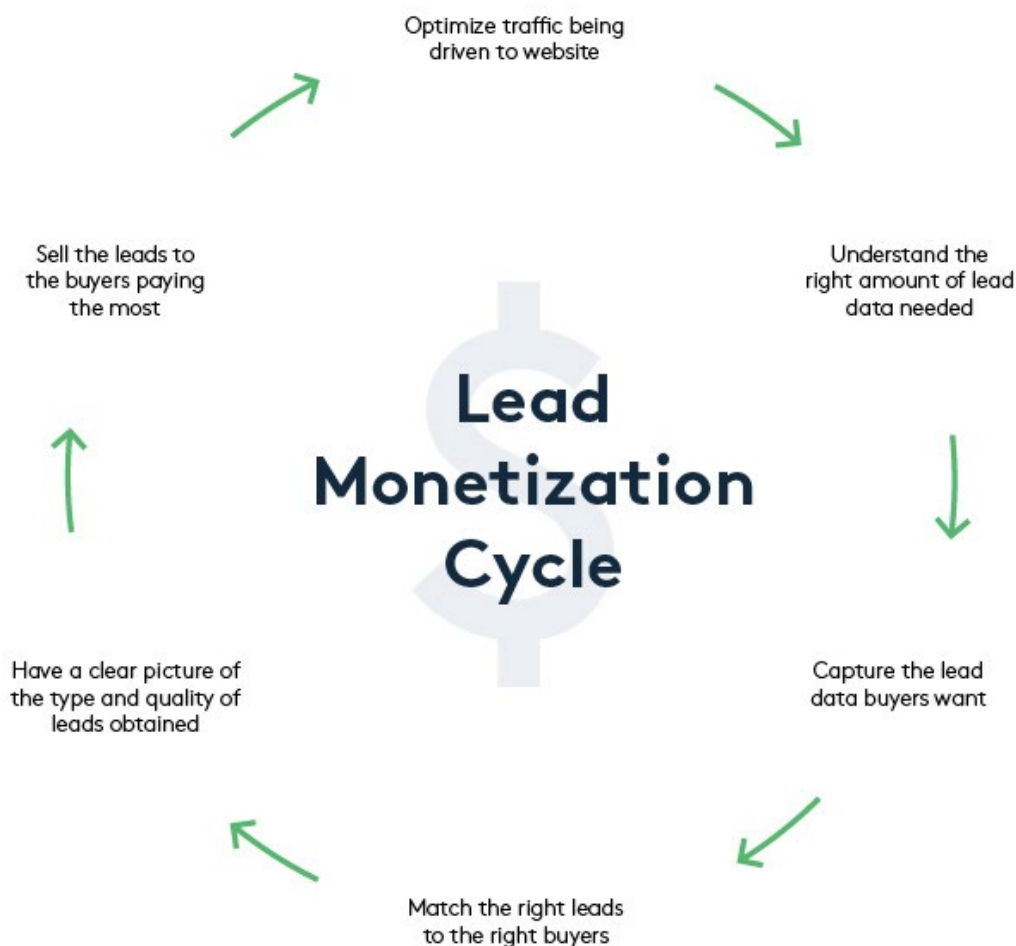 Optimize traffic being
driven to website
Understand the
right amount of lead
data needed
Capture the lead
data buyers want
Match the right leads
to the right buyers
Have a clear picture of
the type and quality of
leads obtained
Sell the leads to
the buyers paying
the most
$
Lead
Monetization
Cycle